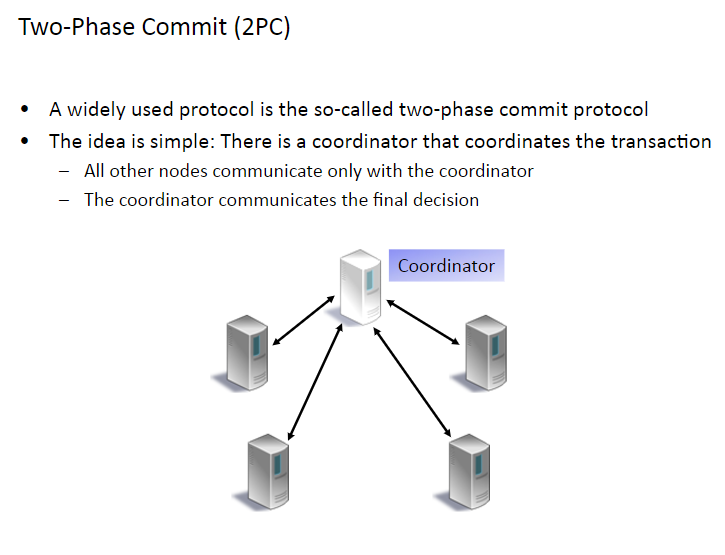 Two-Phase Commit (2PC)
• A widely used protocol is the so-called two-phase commit protocol
• The idea is simple: There is a coordinator that coordinates the transaction
– All other nodes communicate only with the coordinator
– The coordinator communicates the final decision
Coordinator